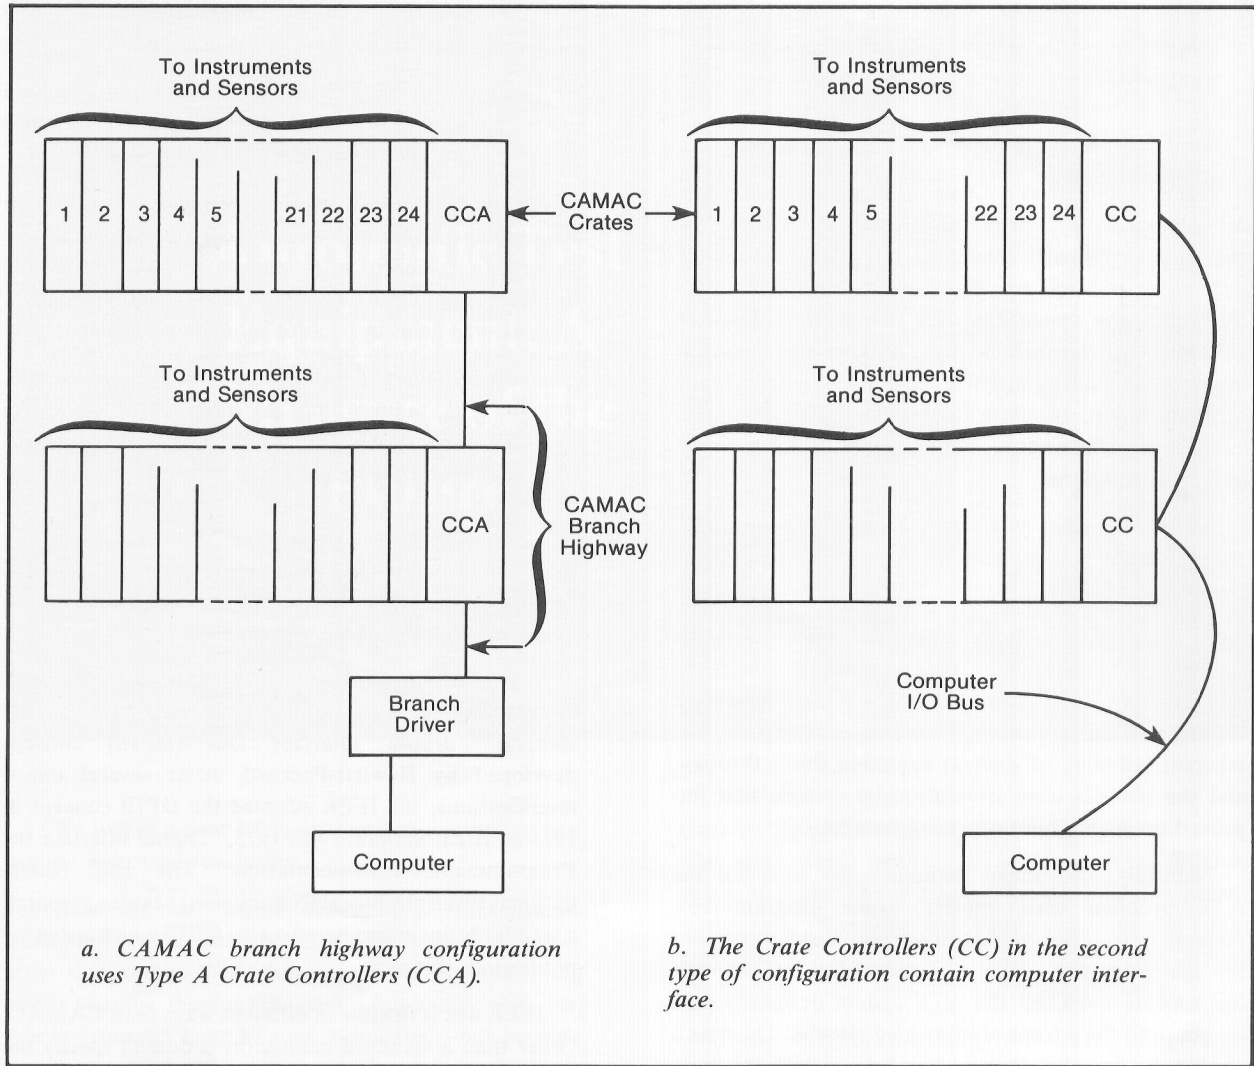 To Instruments
and Sensors
1 2 3 4 5 21 22 23 24 CCA
CAMAC
Crates
To Instruments
and Sensors
1 2 3 4 5 22 23 24 CC
To Instruments
and Sensors
CCA
CAMAC
Branch
Highway
To Instruments
and Sensors
CC
Branch
Driver
Computer
Computer
I/O Bus
Computer
a. CAMAC branch highway configuration
uses Type A Crate Controllers (CCA).
b. The Crate Controllers (CC) in the second
type of configuration contain computer inter-
face.